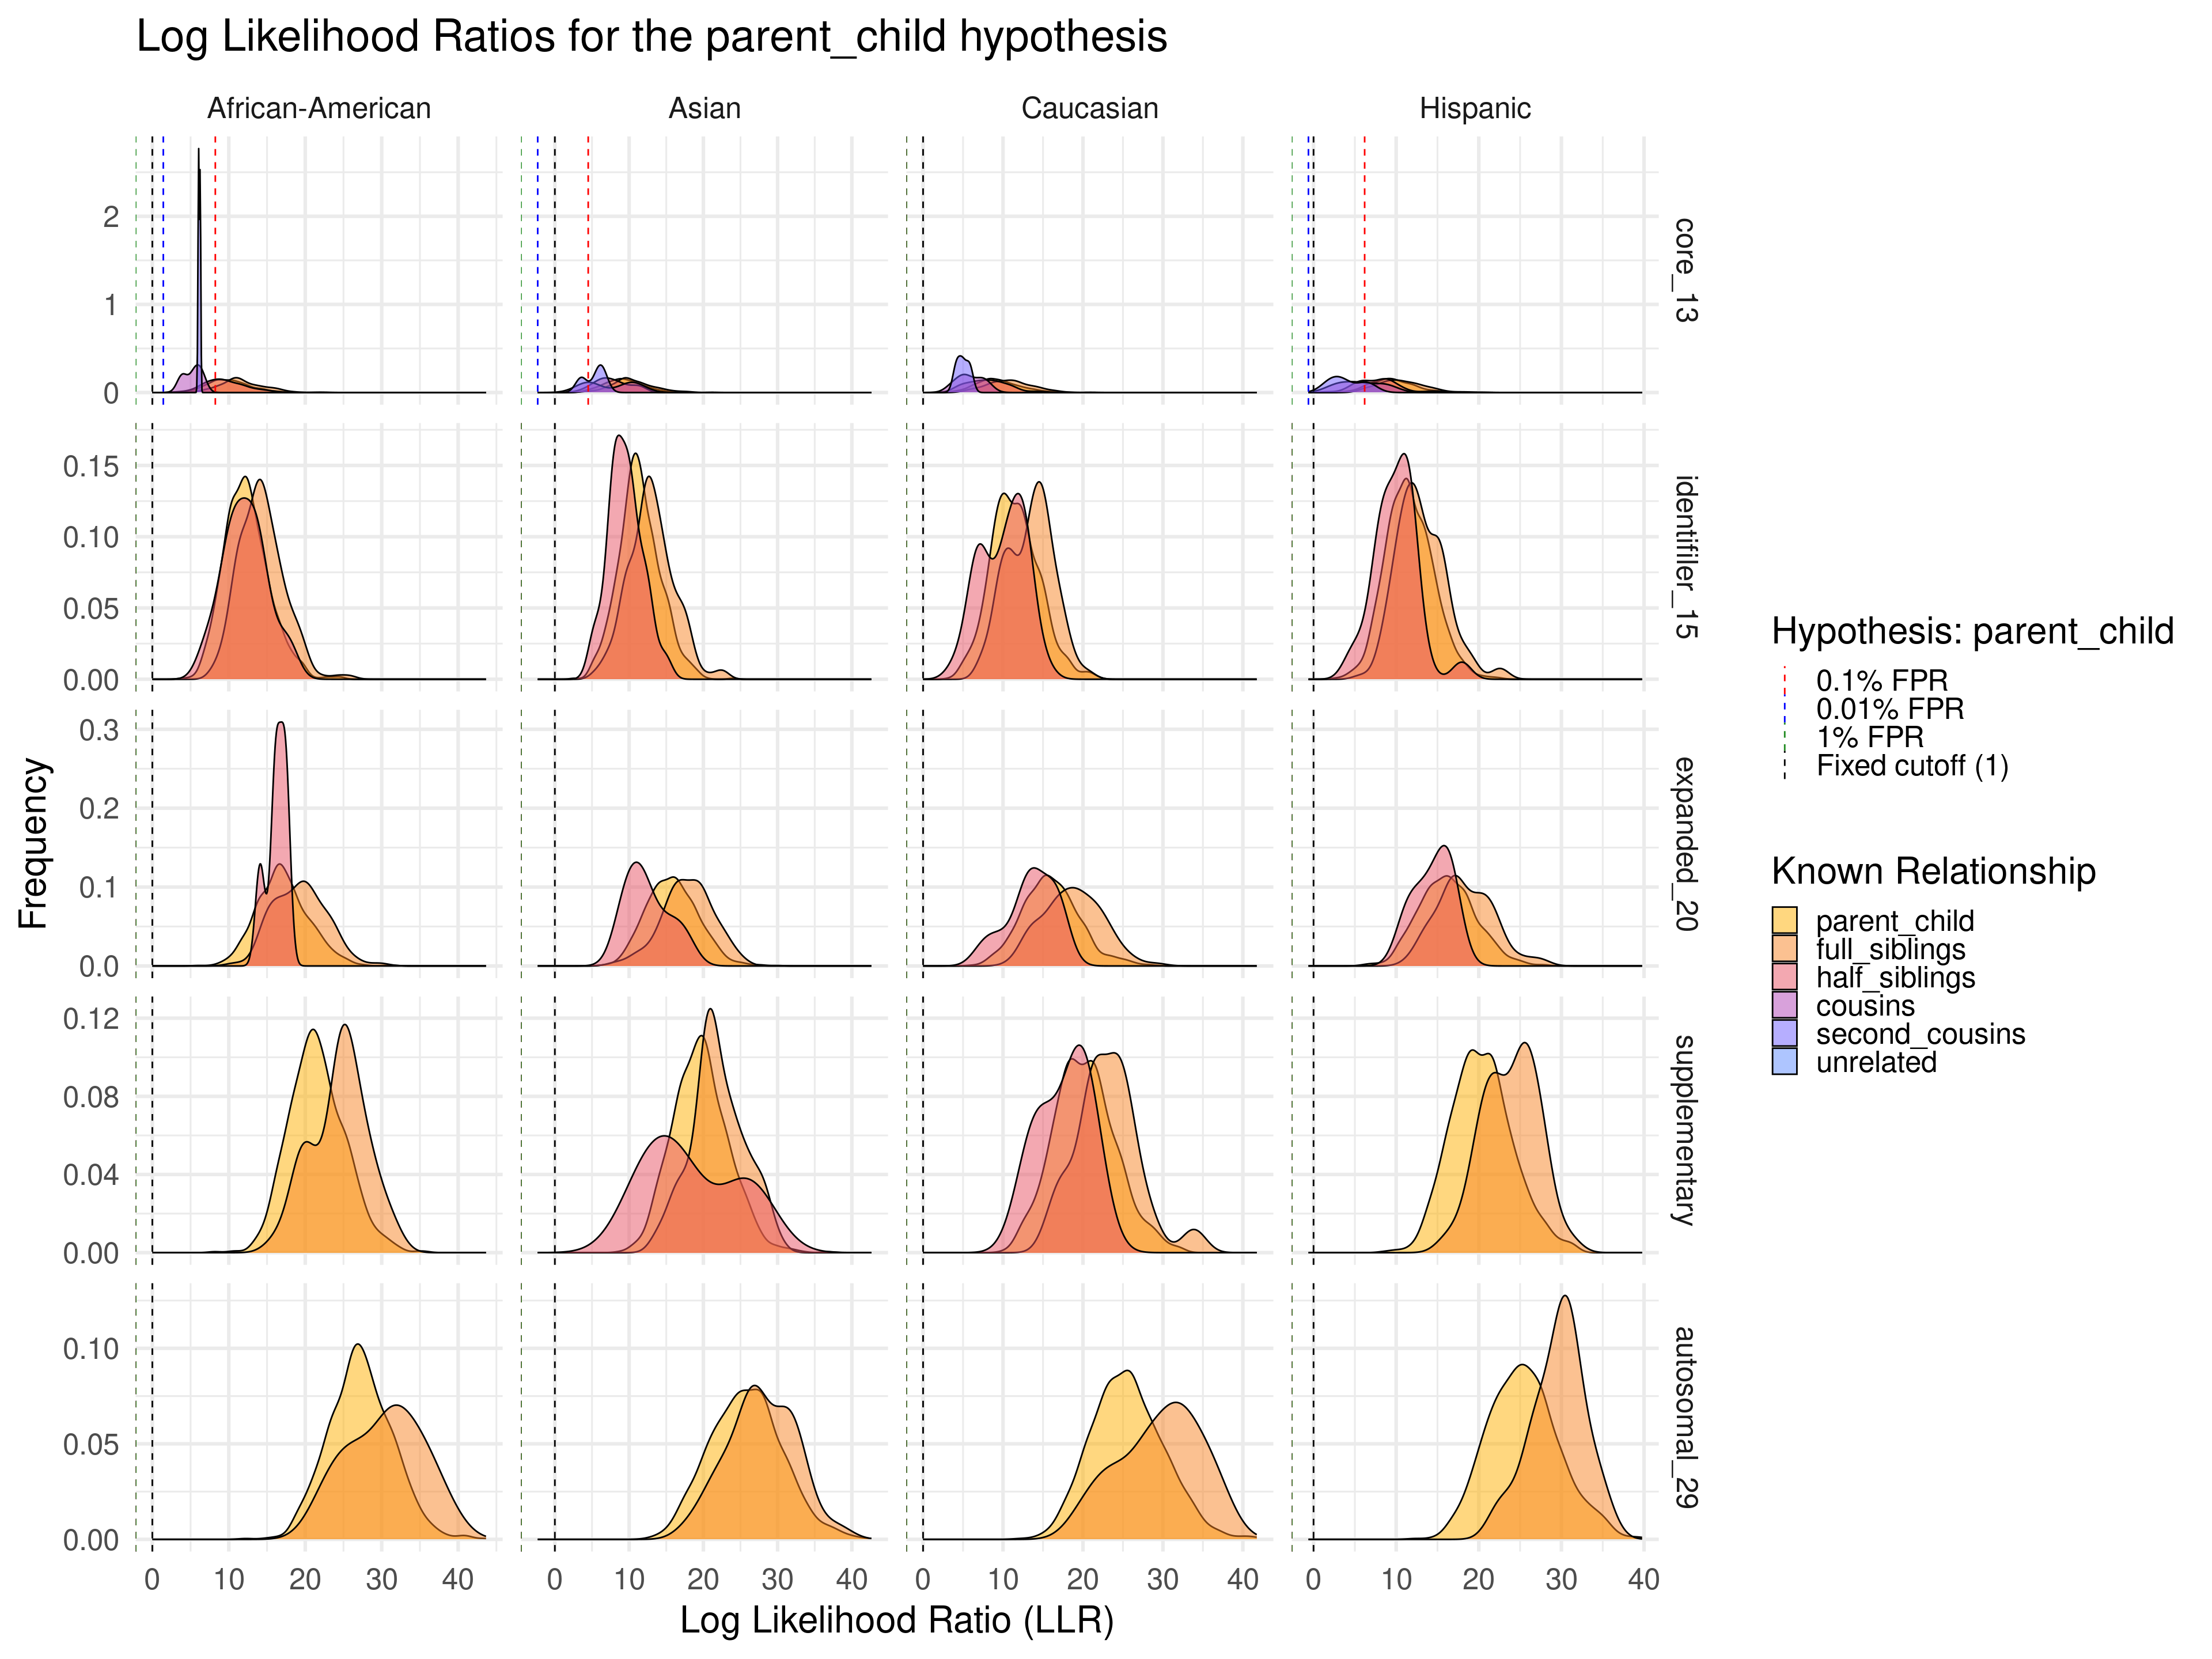 Log Likelihood Ratios for the parent_child hypothesis
African-American Asian Caucasian Hispanic
core_13
2
1
0
identifiler_15
0.15
0.10
0.05
0.00
expanded_20
0.3
0.2
0.1
0.0
supplementary
0.12
0.08
0.04
0.00
autosomal_29
0.10
0.05
0.00
Frequency
0 10 20 30 40 0 10 20 30 40 0 10 20 30 40 0 10 20 30 40
Log Likelihood Ratio (LLR)
Hypothesis: parent_child
0.1% FPR
0.01% FPR
1% FPR
Fixed cutoff (1)
Known Relationship
parent_child
full_siblings
half_siblings
cousins
second_cousins
unrelated